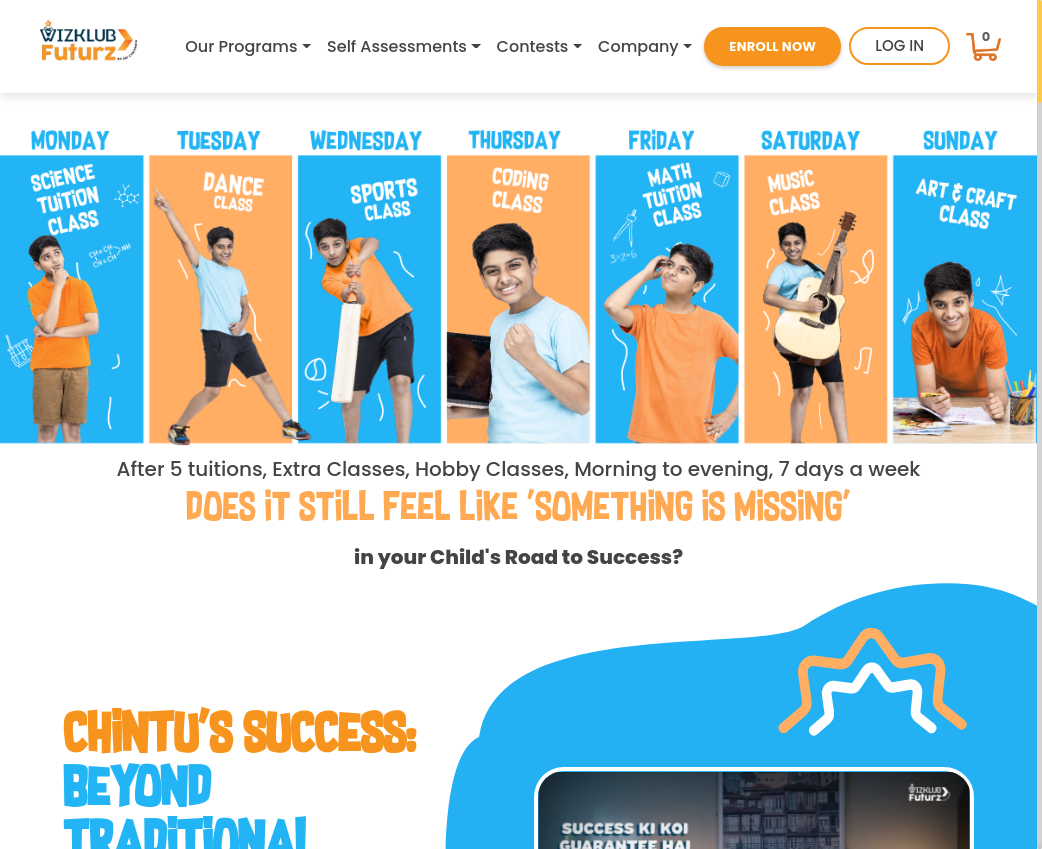 WIZKLUB
Futurz
Our Programs
Self Assessments
Contests
Company
ENROLL NOW
LOG IN
0
MONDAY
TUESDAY
WEDNESDAY
THURSDAY
FRiDAY
SATURDAY
SUNDAY
SCiENCE
TUiTiON
CLASS
DANCE
CLASS
SPORTS
CLASS
CODiNG
CLASS
MATH
TUiTiON
CLASS
MUSiC
CLASS
ART & CRAFT
CLASS
After 5 tuitions, Extra Classes, Hobby Classes, Morning to evening, 7 days a week
DOES iT STiLL FEEL LiKE 'SOMETHiNG iS MiSSiNG'
in your Child's Road to Success?
CHiNTU'S SUCCESS:
BEYOND
TRADiTiONAL
WIZKLUB
Futurz
SUCCESS KI KOI
GUARANTEE HAI